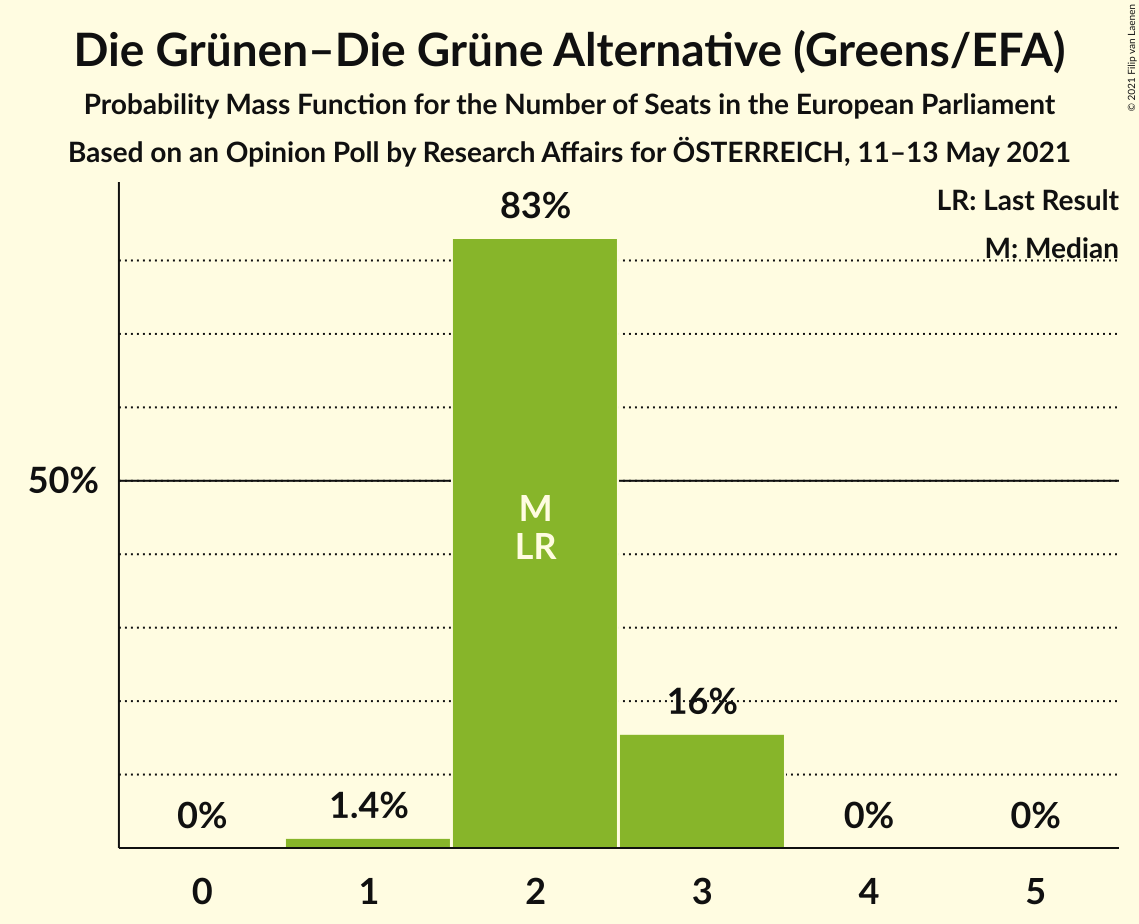 Die Grünen–Die Grüne Alternative (Greens/EFA)
Probability Mass Function for the Number of Seats in the European Parliament
Based on an Opinion Poll by Research Affairs for ÖSTERREICH, 11–13 May 2021
© 2021 Filip van Laenen
LR: Last Result
M: Median
83%
50%
M
LR
16%
1.4%
0%
0%
0%
0 1 2 3 4 5